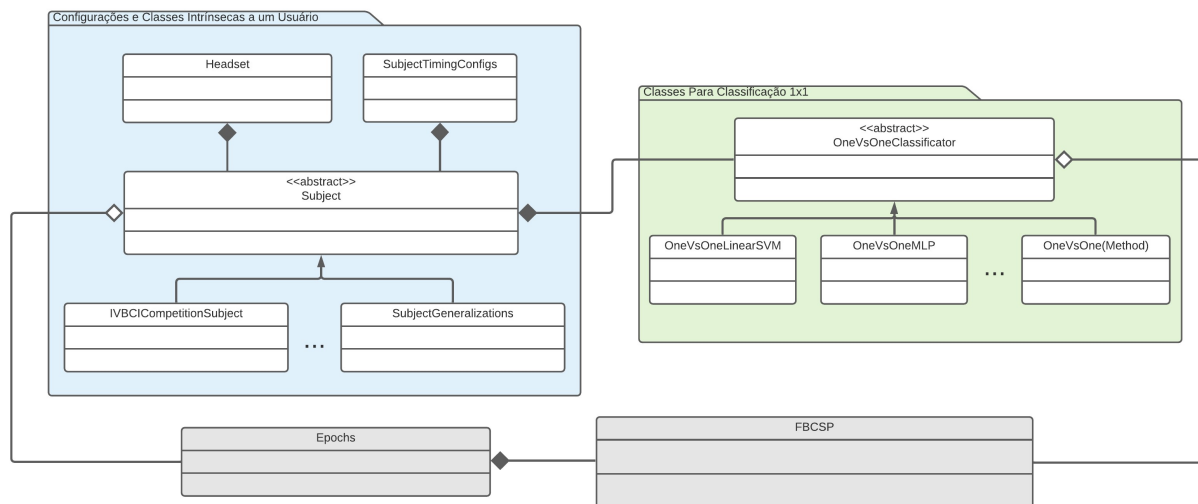 Configurações e Classes Intrínsecas a um Usuário
Headset
SubjectTimingConfigs
<<abstract>>
Subject
IVBCICompetitionSubject
...
SubjectGeneralizations
Classes Para Classificação 1x1
<<abstract>>
OneVsOneClassificator
OneVsOneLinearSVM
OneVsOneMLP
...
OneVsOne(Method)
Epochs
FBCSP